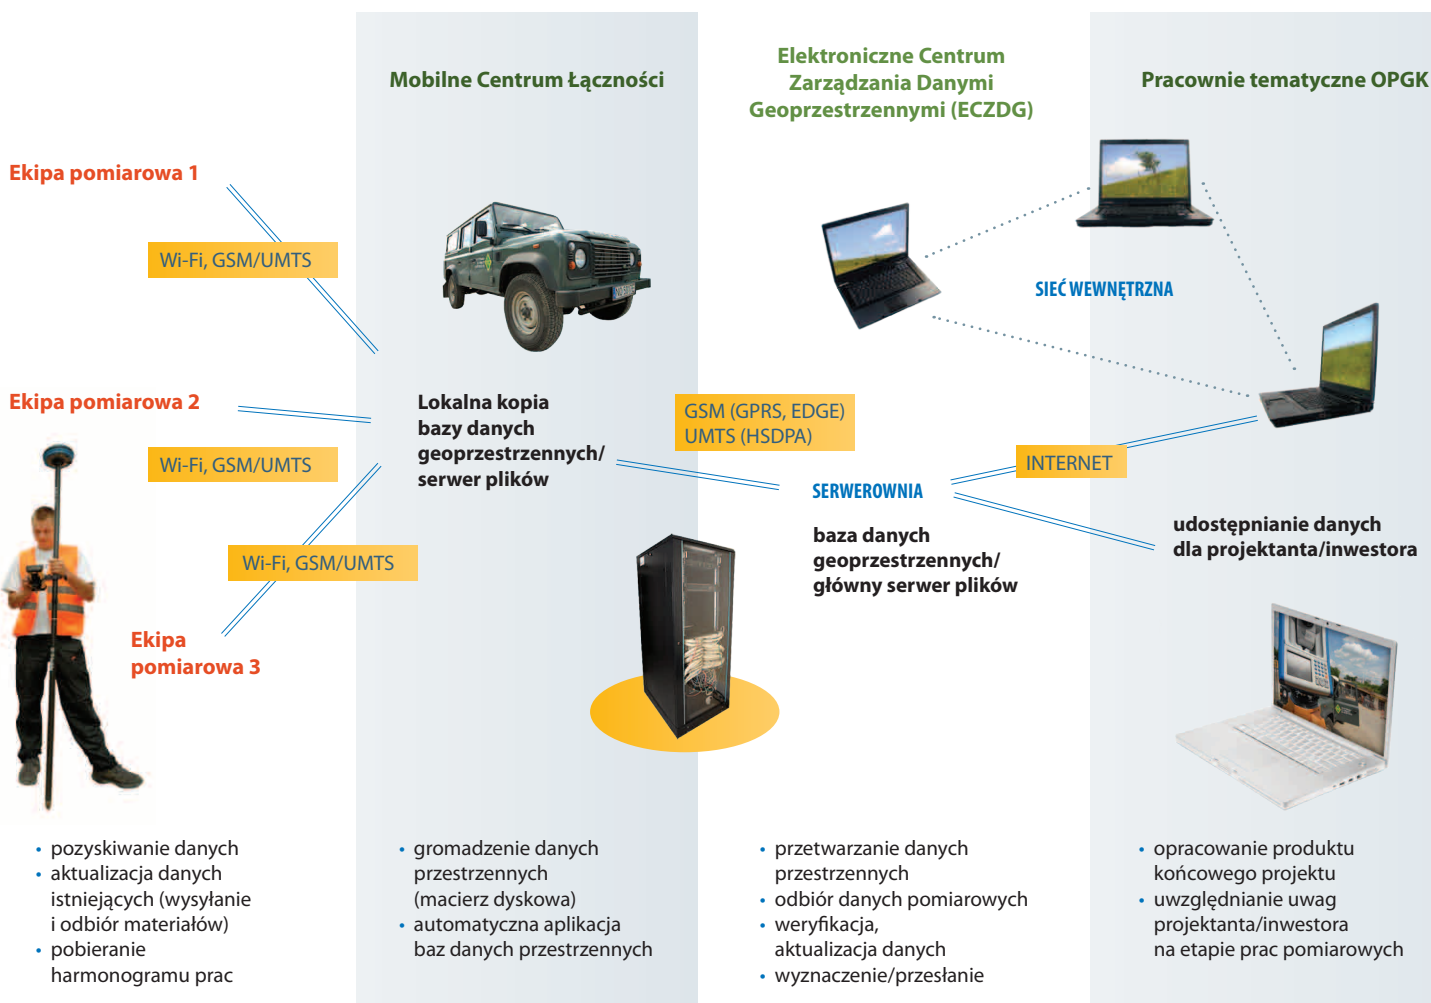 Mobilne Centrum Łączności
Elektroniczne Centrum
Zarządzania Danymi
Geoprzestrzennymi (ECZDG)
Pracownie tematyczne OPGK
Ekipa pomiarowa 1
Wi-Fi, GSM/UMTS
SIEĆ WEWNĘTRZNA
Ekipa pomiarowa 2
Wi-Fi, GSM/UMTS
Lokalna kopia
bazy danych
geoprzestrzennych/
serwer plików
GSM (GPRS, EDGE)
UMTS (HSDPA)
INTERNET
SERWEROWNIA
baza danych
geoprzestrzennych/
główny serwer plików
udostępnianie danych
dla projektanta/inwestora
Wi-Fi, GSM/UMTS
Ekipa
pomiarowa 3
• pozyskiwanie danych
• aktualizacja danych
istniejących (wysyłanie
i odbiór materiałów)
• pobieranie
harmonogramu prac
• gromadzenie danych
przestrzennych
(macierz dyskowa)
• automatyczna aplikacja
baz danych przestrzennych
• przetwarzanie danych
przestrzennych
• odbiór danych pomiarowych
• weryfikacja,
aktualizacja danych
• wyznaczenie/przesłanie
• opracowanie produktu
końcowego projektu
• uwzględnianie uwag
projektanta/inwestora
na etapie prac pomiarowych